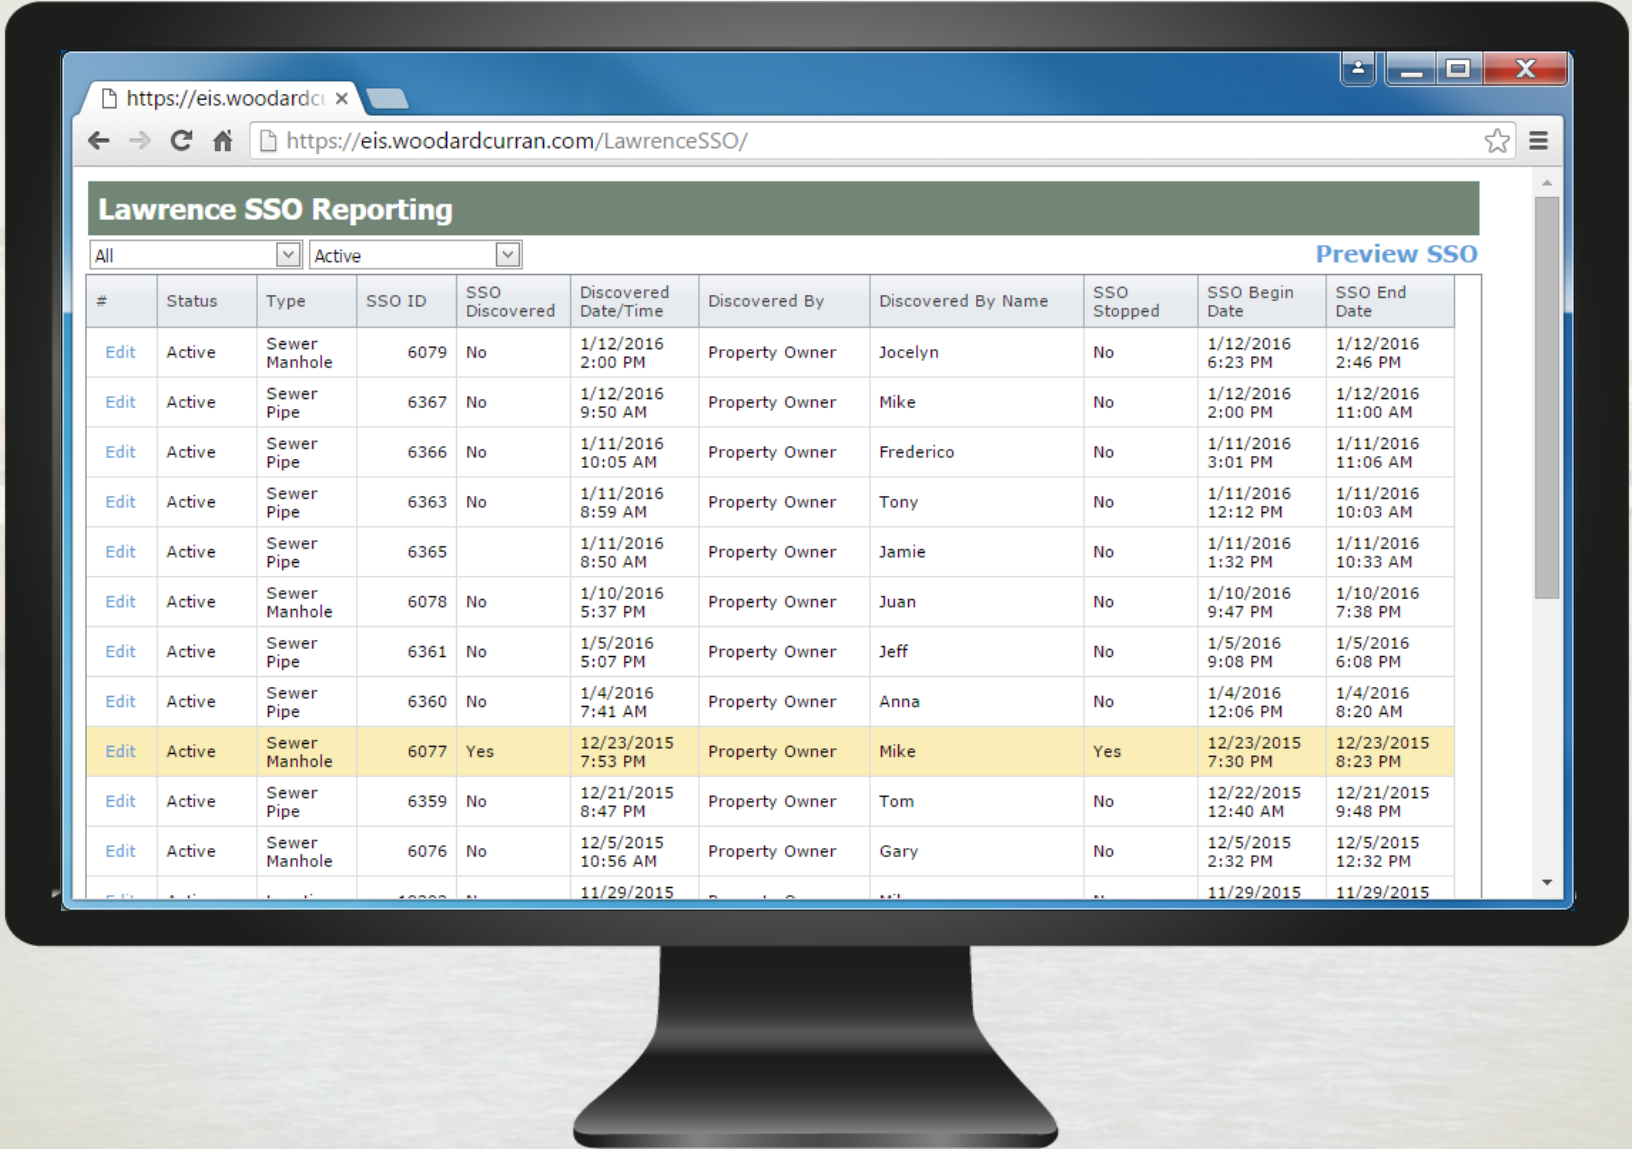 https://eis.woodardcu
https://eis.woodardcurran.com/LawrenceSSO/
Lawrence SSO Reporting
All Active Preview SSO
# Status Type SSO ID SSO Discovered Discovered Date/Time Discovered By Discovered By Name SSO Stopped SSO Begin Date SSO End Date
Edit Active Sewer Manhole 6079 No 1/12/2016 2:00 PM Property Owner Jocelyn No 1/12/2016 6:23 PM 1/12/2016 2:46 PM
Edit Active Sewer Pipe 6367 No 1/12/2016 9:50 AM Property Owner Mike No 1/12/2016 2:00 PM 1/12/2016 11:00 AM
Edit Active Sewer Pipe 6366 No 1/11/2016 10:05 AM Property Owner Frederico No 1/11/2016 3:01 PM 1/11/2016 11:06 AM
Edit Active Sewer Pipe 6363 No 1/11/2016 8:59 AM Property Owner Tony No 1/11/2016 12:12 PM 1/11/2016 10:03 AM
Edit Active Sewer Pipe 6365 1/11/2016 8:50 AM Property Owner Jamie No 1/11/2016 1:32 PM 1/11/2016 10:33 AM
Edit Active Sewer Manhole 6078 No 1/10/2016 5:37 PM Property Owner Juan No 1/10/2016 9:47 PM 1/10/2016 7:38 PM
Edit Active Sewer Pipe 6361 No 1/5/2016 5:07 PM Property Owner Jeff No 1/5/2016 9:08 PM 1/5/2016 6:08 PM
Edit Active Sewer Pipe 6360 No 1/4/2016 7:41 AM Property Owner Anna No 1/4/2016 12:06 PM 1/4/2016 8:20 AM
Edit Active Sewer Manhole 6077 Yes 12/23/2015 7:53 PM Property Owner Mike Yes 12/23/2015 7:30 PM 12/23/2015 8:23 PM
Edit Active Sewer Pipe 6359 No 12/21/2015 8:47 PM Property Owner Tom No 12/22/2015 12:40 AM 12/21/2015 9:48 PM
Edit Active Sewer Manhole 6076 No 12/5/2015 10:56 AM Property Owner Gary No 12/5/2015 2:32 PM 12/5/2015 12:32 PM
11/29/2015 11/29/2015 11/29/2015